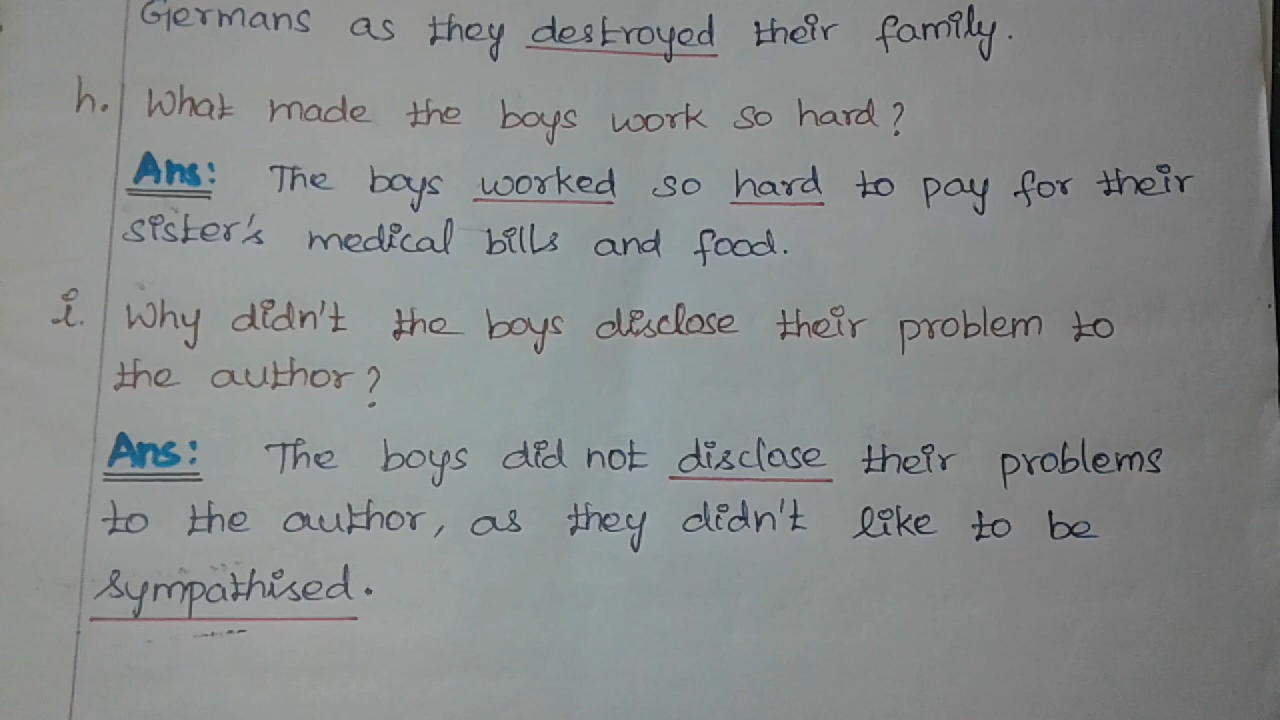 Germans as they destroyed their family.
h. What made the boys work so hard?
Ans: The boys worked so hard to pay for their
sister's medical bills and food.
i. Why didn't the boys disclose their problem to
the author?
Ans: The boys did not disclose their problems
to the author, as they didn't like to be
sympathised.